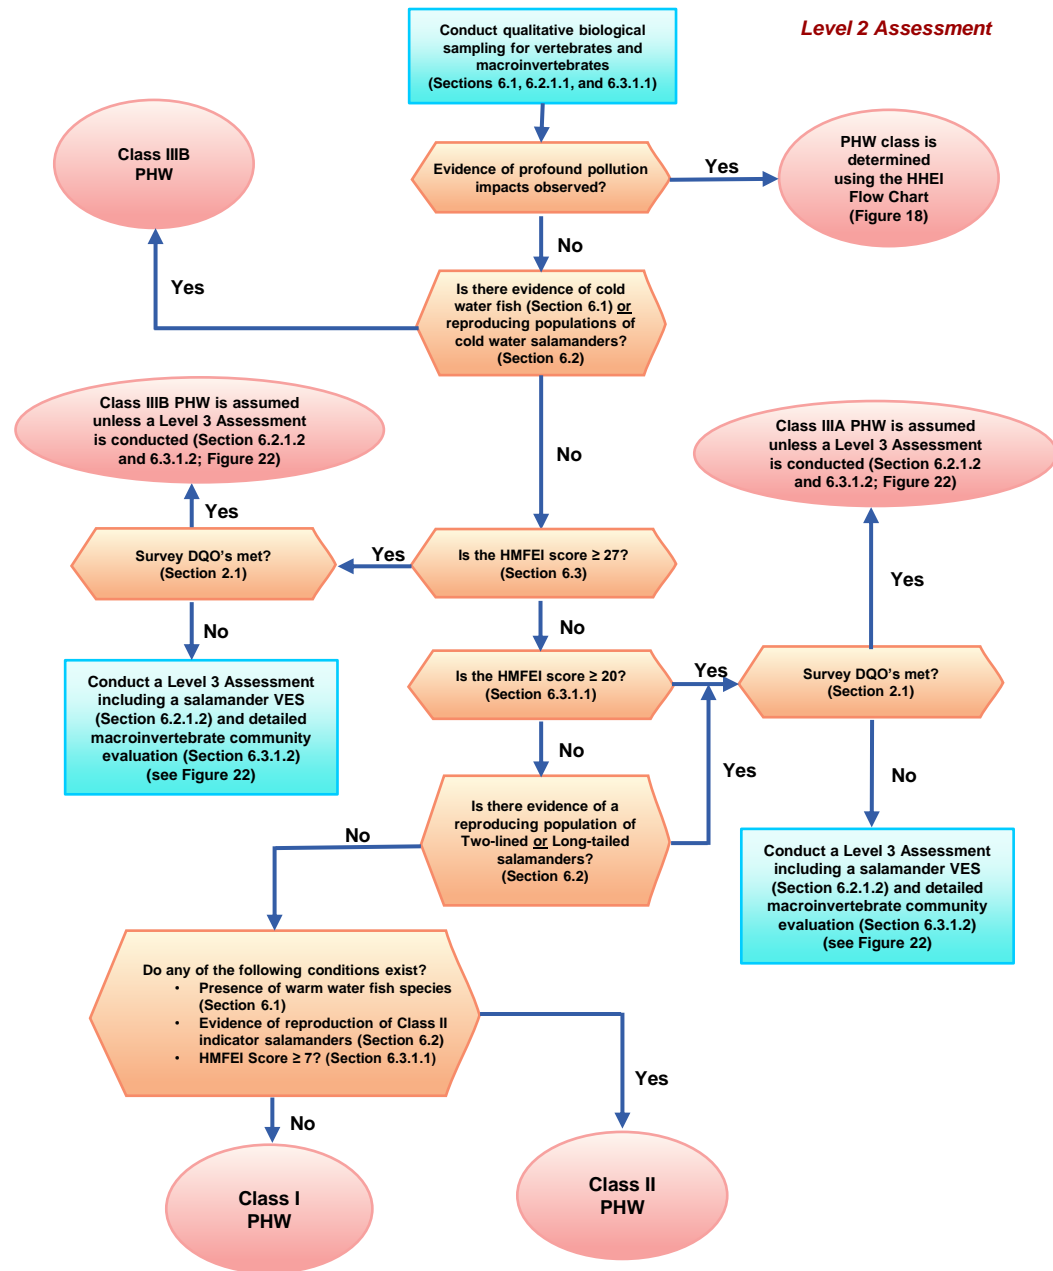 Level 2 Assessment
Conduct qualitative biological
sampling for vertebrates and
macroinvertebrates
(Sections 6.1, 6.2.1.1, and 6.3.1.1)
Class IIIB
PHW
Evidence of profound pollution
impacts observed?
Yes
PHW class is
determined
using the HHEI
Flow Chart
(Figure 18)
No
Yes
Is there evidence of cold
water fish (Section 6.1) or
reproducing populations of
cold water salamanders?
(Section 6.2)
Class IIIB PHW is assumed
unless a Level 3 Assessment
is conducted (Section 6.2.1.2
and 6.3.1.2; Figure 22)
Class IIIA PHW is assumed
unless a Level 3 Assessment
is conducted (Section 6.2.1.2
and 6.3.1.2; Figure 22)
No
Yes
Survey DQO's met?
(Section 2.1)
Yes
Is the HMFEI score ≥ 27?
(Section 6.3)
Yes
No
No
Conduct a Level 3 Assessment
including a salamander VES
(Section 6.2.1.2) and detailed
macroinvertebrate community
evaluation (Section 6.3.1.2)
(see Figure 22)
Is the HMFEI score ≥ 20?
(Section 6.3.1.1)
Yes
Survey DQO's met?
(Section 2.1)
No
Yes
No
Is there evidence of a
reproducing population of
Two-lined or Long-tailed
salamanders?
(Section 6.2)
No
Conduct a Level 3 Assessment
including a salamander VES
(Section 6.2.1.2) and detailed
macroinvertebrate community
evaluation (Section 6.3.1.2)
(see Figure 22)
Do any of the following conditions exist?
• Presence of warm water fish species
(Section 6.1)
• Evidence of reproduction of Class II
indicator salamanders (Section 6.2)
• HMFEI Score ≥ 7? (Section 6.3.1.1)
Yes
No
Class I
PHW
Class II
PHW